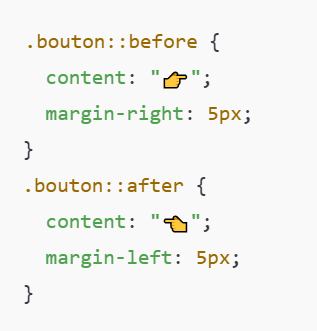 .bouton::before {
  content: "👉";
  margin-right: 5px;
}
.bouton::after {
  content: "👈";
  margin-left: 5px;
}